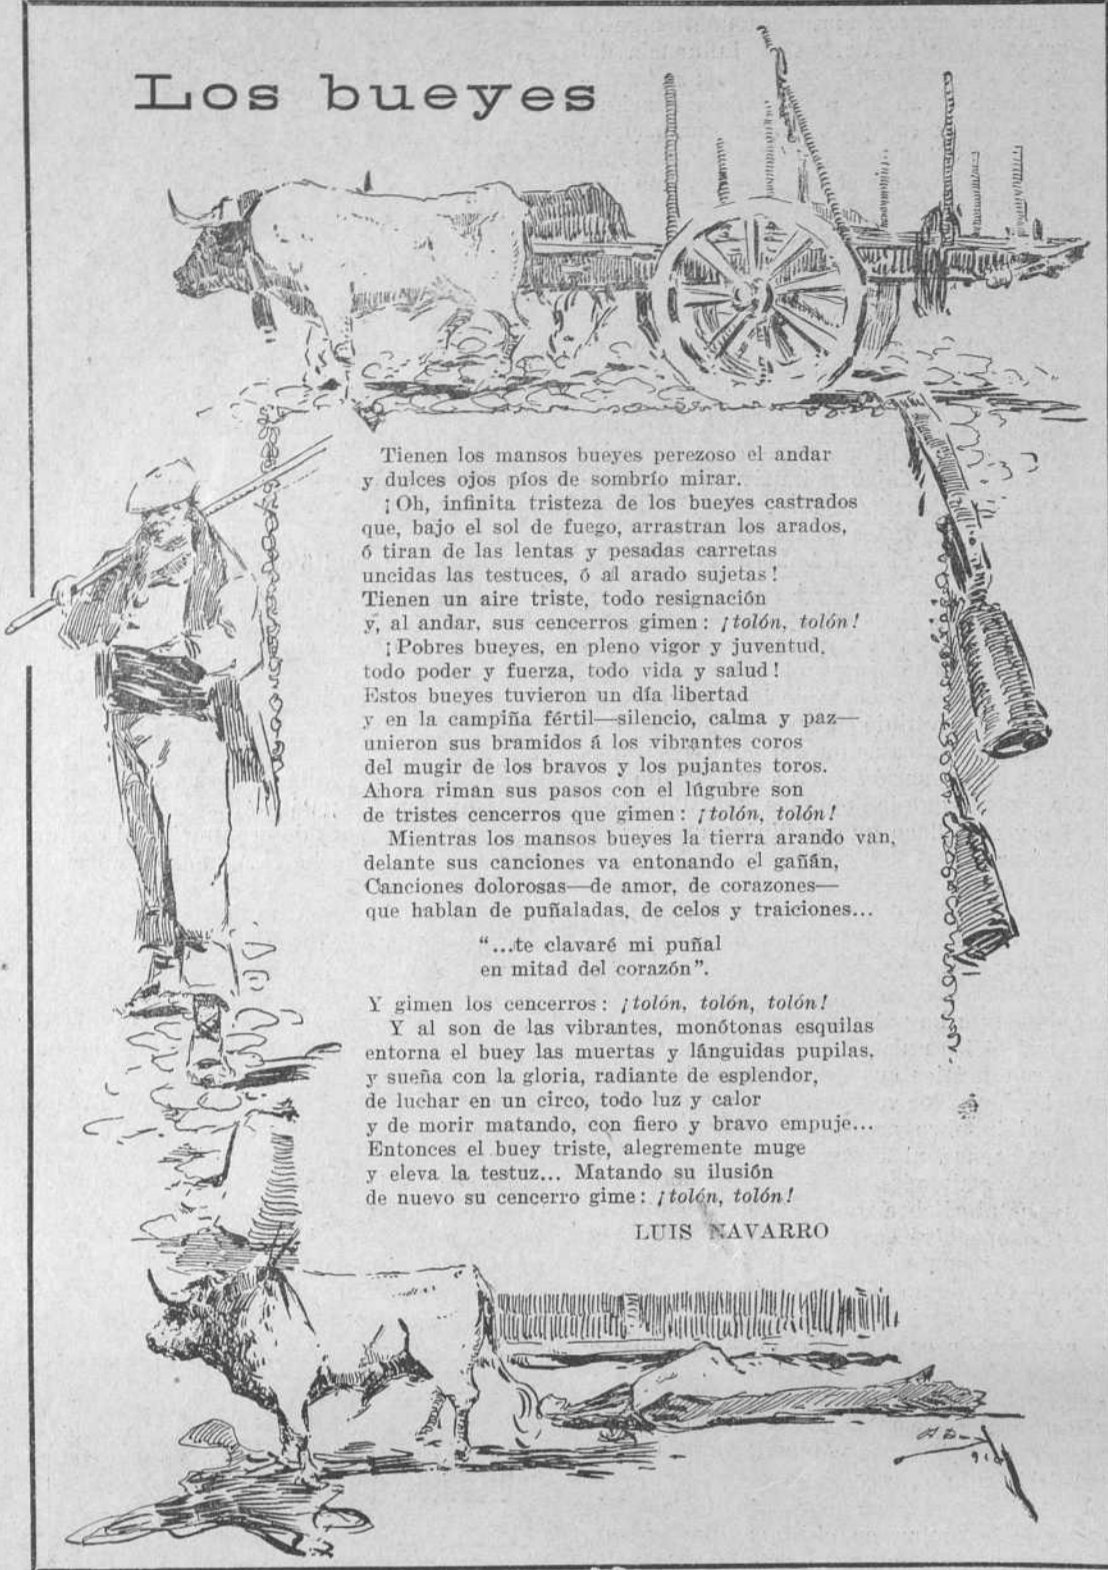 Los bueyes
Tienen los mansos bueyes perezoso el andar
y dulces ojos píos de sombrío mirar.
¡Oh, infinita tristeza de los bueyes castrados
que, bajo el sol de fuego, arrastran los arados,
ó tiran de las lentas y pesadas carretas
uncidas las testuces, ó al arado sujetas!
Tienen un aire triste, todo resignación
y, al andar, sus cencerros gimen: ¡tolón, tolón!
¡Pobres bueyes, en pleno vigor y juventud,
todo poder y fuerza, todo vida y salud!
Estos bueyes tuvieron un día libertad
y en la campiña fértil—silencio, calma y paz—
unieron sus bramidos á los vibrantes coros
del mugir de los bravos y los pujantes toros.
Ahora riman sus pasos con el lúgubre son
de tristes cencerros que gimen: ¡tolón, tolón!
Mientras los mansos bueyes la tierra arando van,
delante sus canciones va entonando el gañán,
Canciones dolorosas—de amor, de corazones—
que hablan de puñaladas, de celos y traiciones...
"...te clavaré mi puñal
en mitad del corazón".
Y gimen los cencerros: ¡tolón, tolón, tolón!
Y al son de las vibrantes, monótonas esquilas
entorna el buey las muertas y lánguidas pupilas,
y sueña con la gloria, radiante de esplendor,
de luchar en un circo, todo luz y calor
y de morir matando, con fiero y bravo empuje...
Entonces el buey triste, alegremente muge
y eleva la testuz... Matando su ilusión
de nuevo su cencerro gime: ¡tolón, tolón!
LUIS NAVARRO